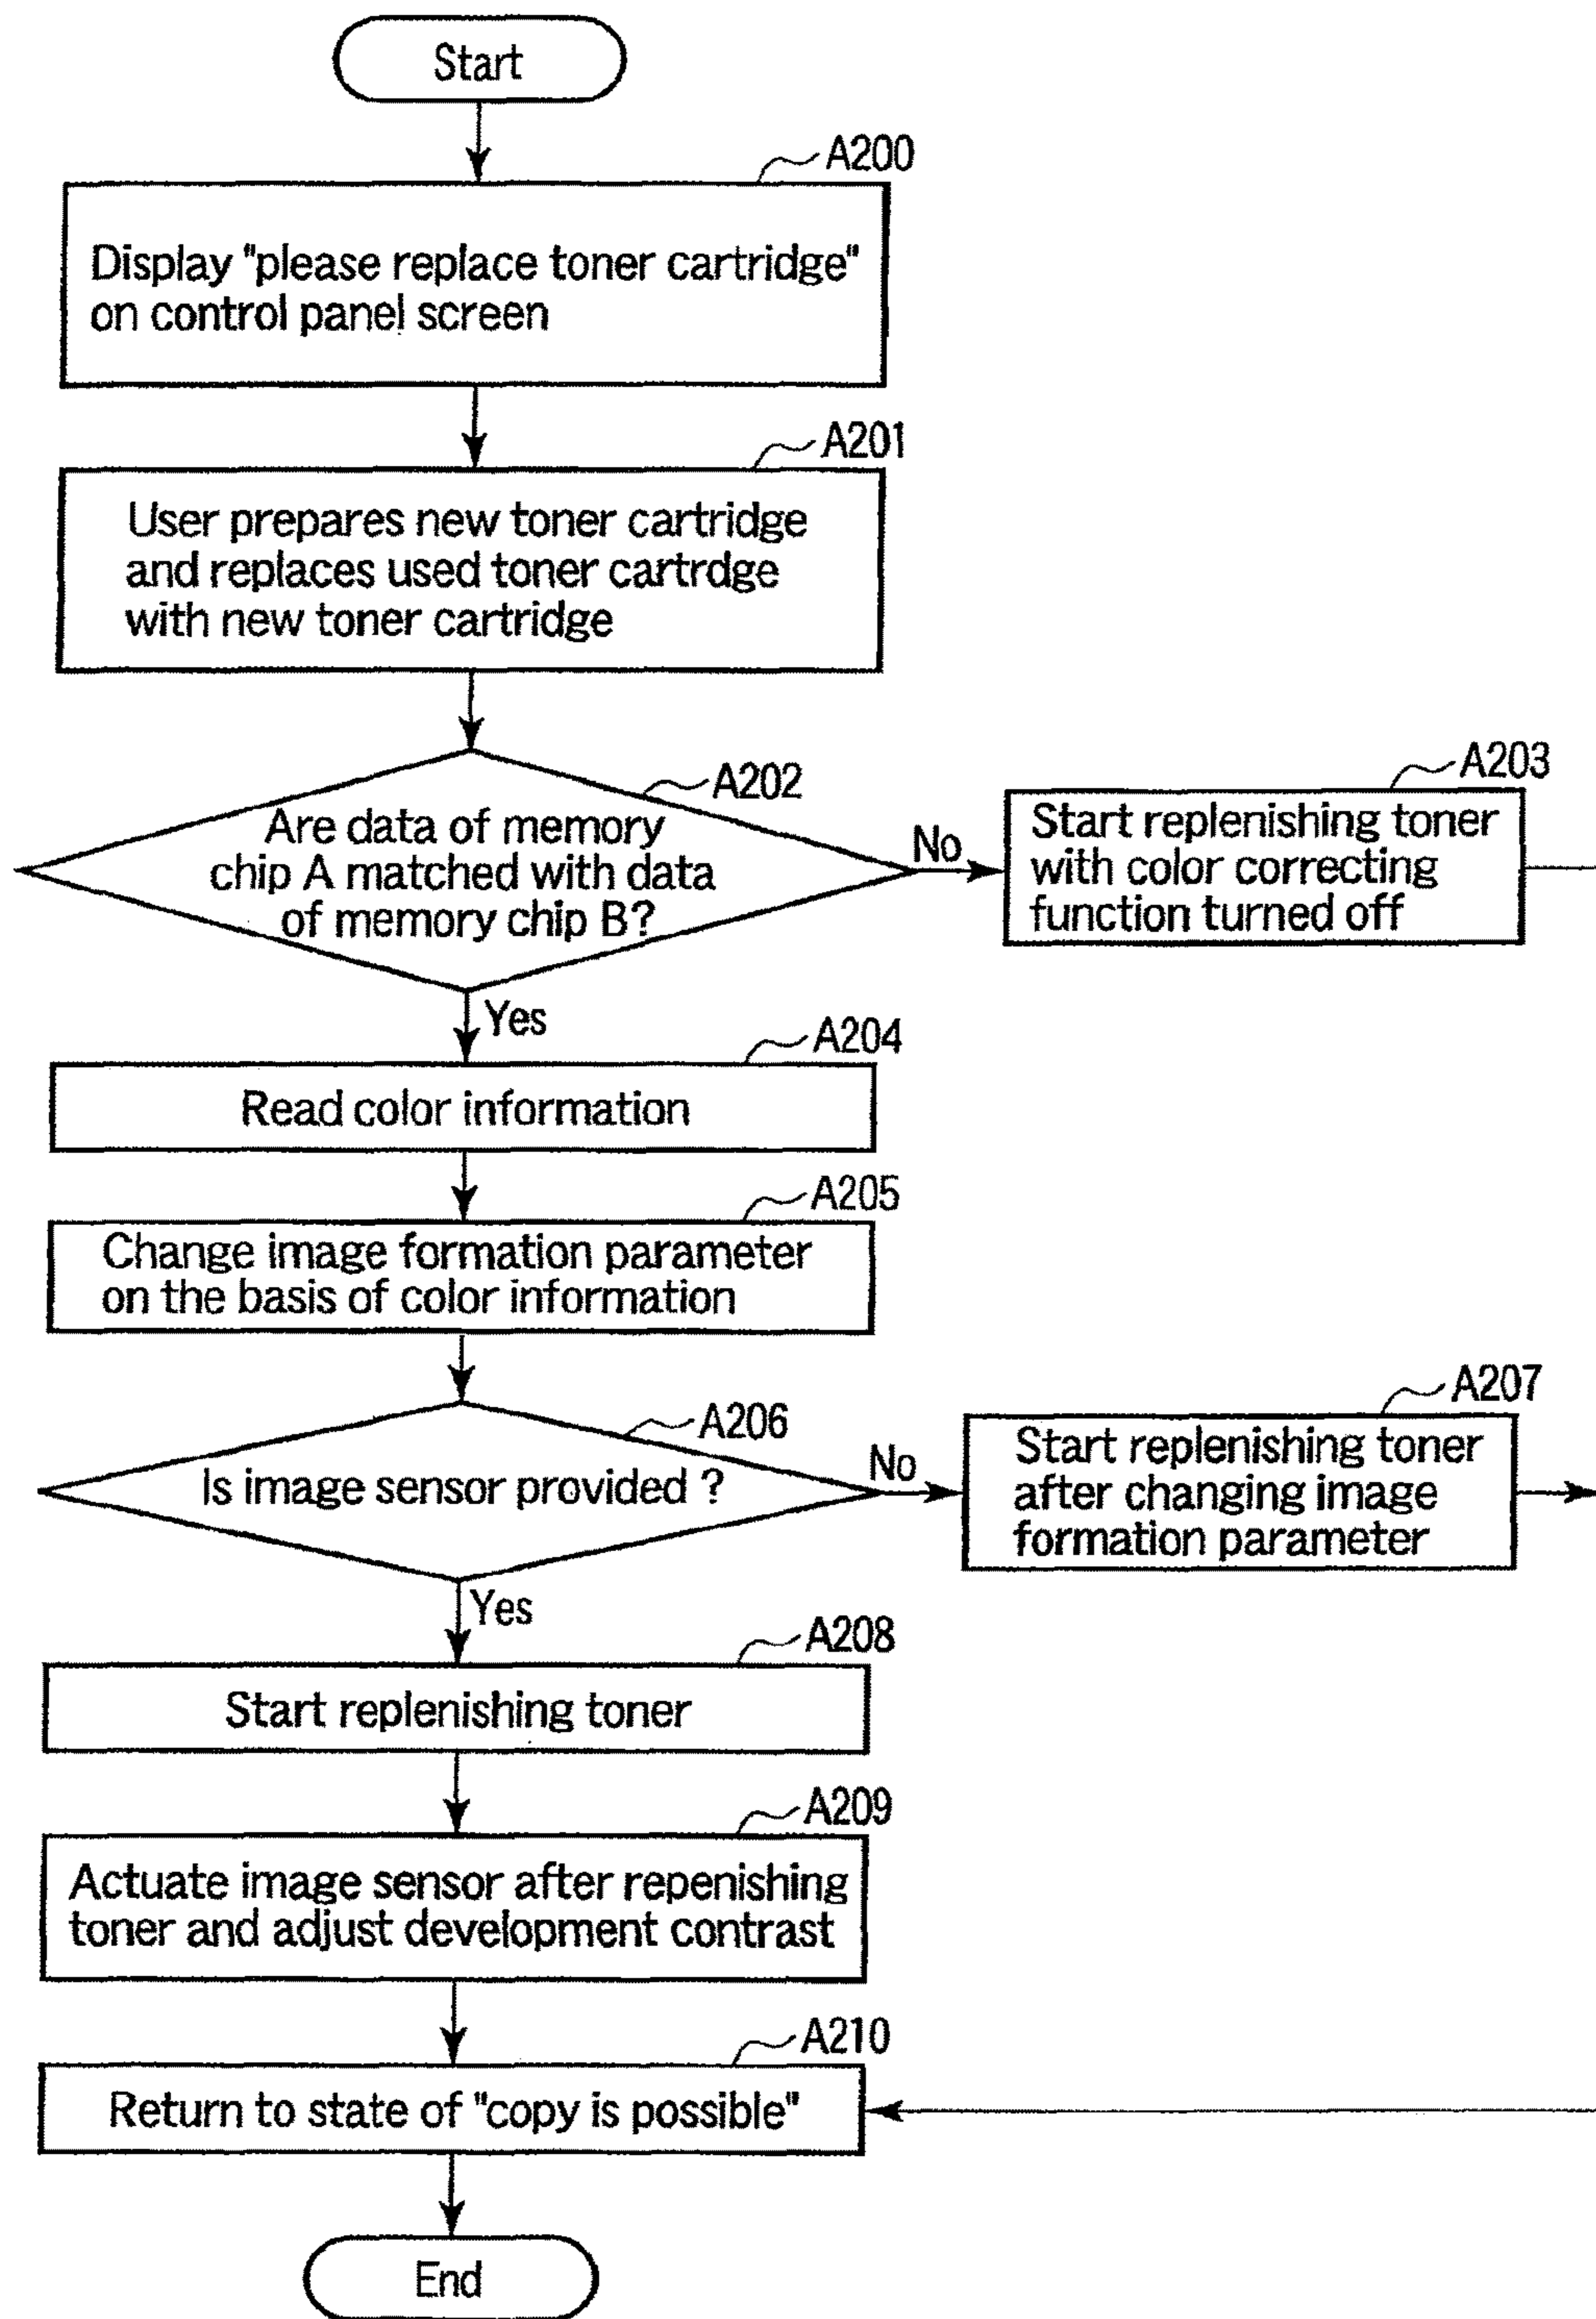 Start
A200
Display "please replace toner cartridge"
on control panel screen
A201
User prepares new toner cartridge
and replaces used toner cartrdge
with new toner cartridge
A202
Are data of memory
chip A matched with data
of memory chip B?
No
A203
Start replenishing toner
with color correcting
function turned off
Yes
A204
Read color information
A205
Change image formation parameter
on the basis of color information
A206
Is image sensor provided ?
No
A207
Start replenishing toner
after changing image
formation parameter
Yes
A208
Start replenishing toner
A209
Actuate image sensor after repenishing
toner and adjust development contrast
A210
Return to state of "copy is possible"
End